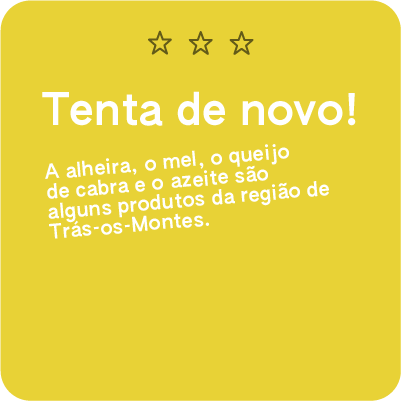 Tenta de novo!
A alheira, o mel, o queijo
de cabra e o azeite são
alguns produtos da região de
Trás-os-Montes.